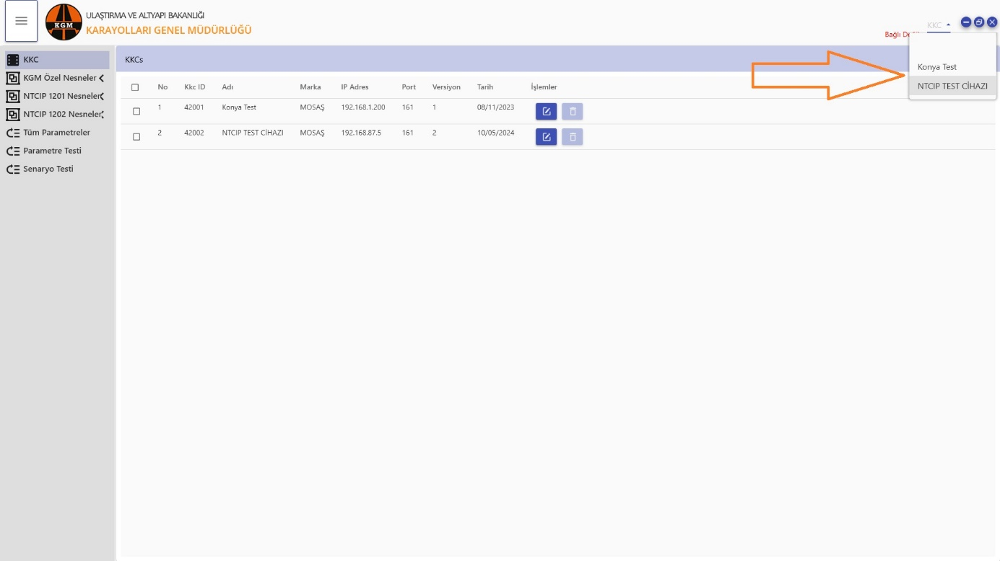 ULAŞTIRMA VE ALTYAPI BAKANLIĞI
KGM
KARAYOLLARI GENEL MÜDÜRLÜĞÜ
KKC
Bağlı
Konya Test
NTCIP TEST CİHAZI
KKC
KGM Özel Nesneler
NTCIP 1201 Nesneler
NTCIP 1202 Nesneler
Tüm Parametreler
Parametre Testi
Senaryo Testi
KKCs
No Kkc ID Adı Marka IP Adres Port Versiyon Tarih İşlemler
1 42001 Konya Test MOSAŞ 192.168.1.200 161 1 08/11/2023
2 42002 NTCIP TEST CİHAZI MOSAŞ 192.168.87.5 161 2 10/05/2024